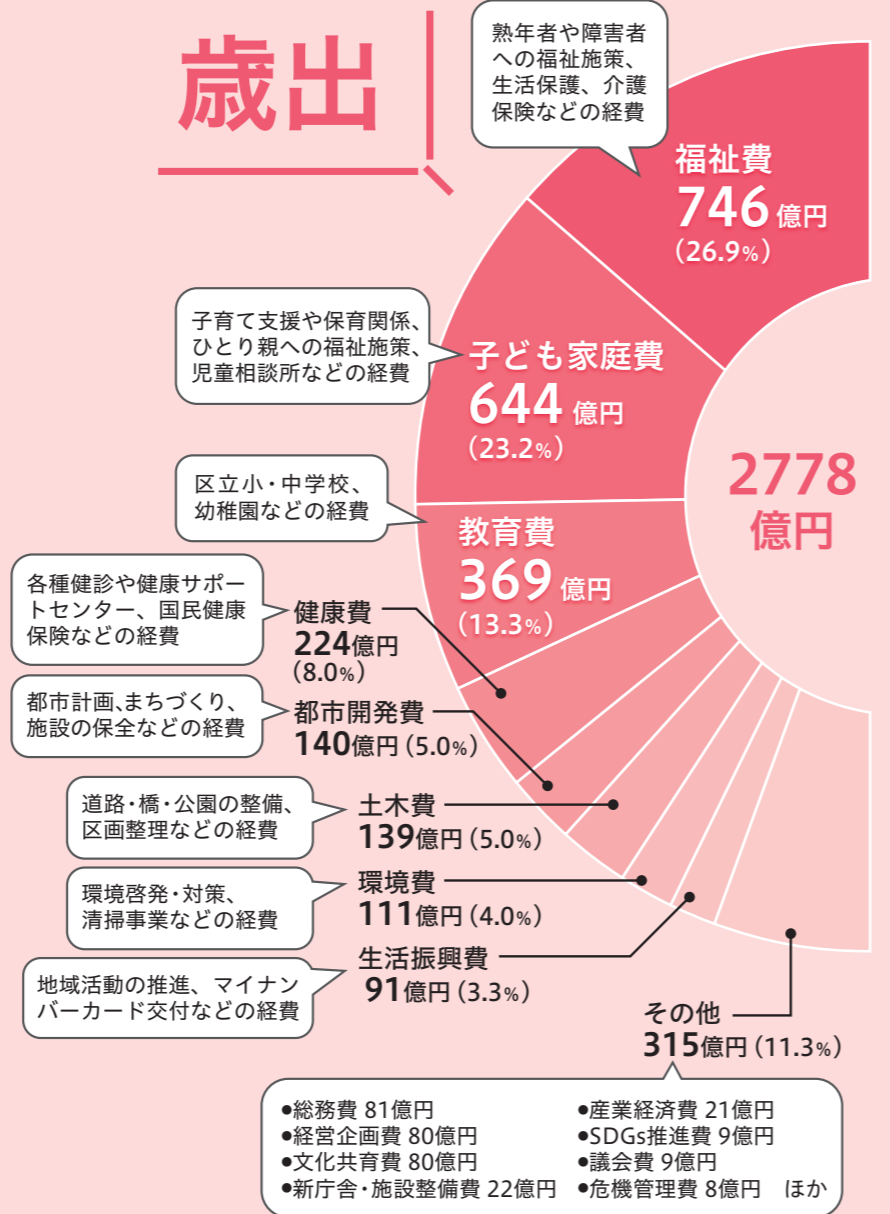 歳出
熟年者や障害者
への福祉施策、
生活保護、介護
保険などの経費
福祉費
746億円
(26.9%)
子育て支援や保育関係、
ひとり親への福祉施策、
児童相談所などの経費
子ども家庭費
644億円
(23.2%)
2778
億円
区立小・中学校、
幼稚園などの経費
教育費
369億円
(13.3%)
各種健診や健康サポー
トセンター、国民健康
保険などの経費
健康費
224億円
(8.0%)
都市計画、まちづくり、
施設の保全などの経費
都市開発費
140億円(5.0%)
道路・橋・公園の整備、
区画整理などの経費
土木費
139億円(5.0%)
環境啓発・対策、
清掃事業などの経費
環境費
111億円(4.0%)
地域活動の推進、マイナン
バーカード交付などの経費
生活振興費
91億円(3.3%)
その他
315億円(11.3%)
●総務費 81億円
●経営企画費 80億円
●文化共育費 80億円
●新庁舎・施設整備費 22億円
●産業経済費 21億円
●SDGs推進費 9億円
●議会費 9億円
●危機管理費 8億円 ほか